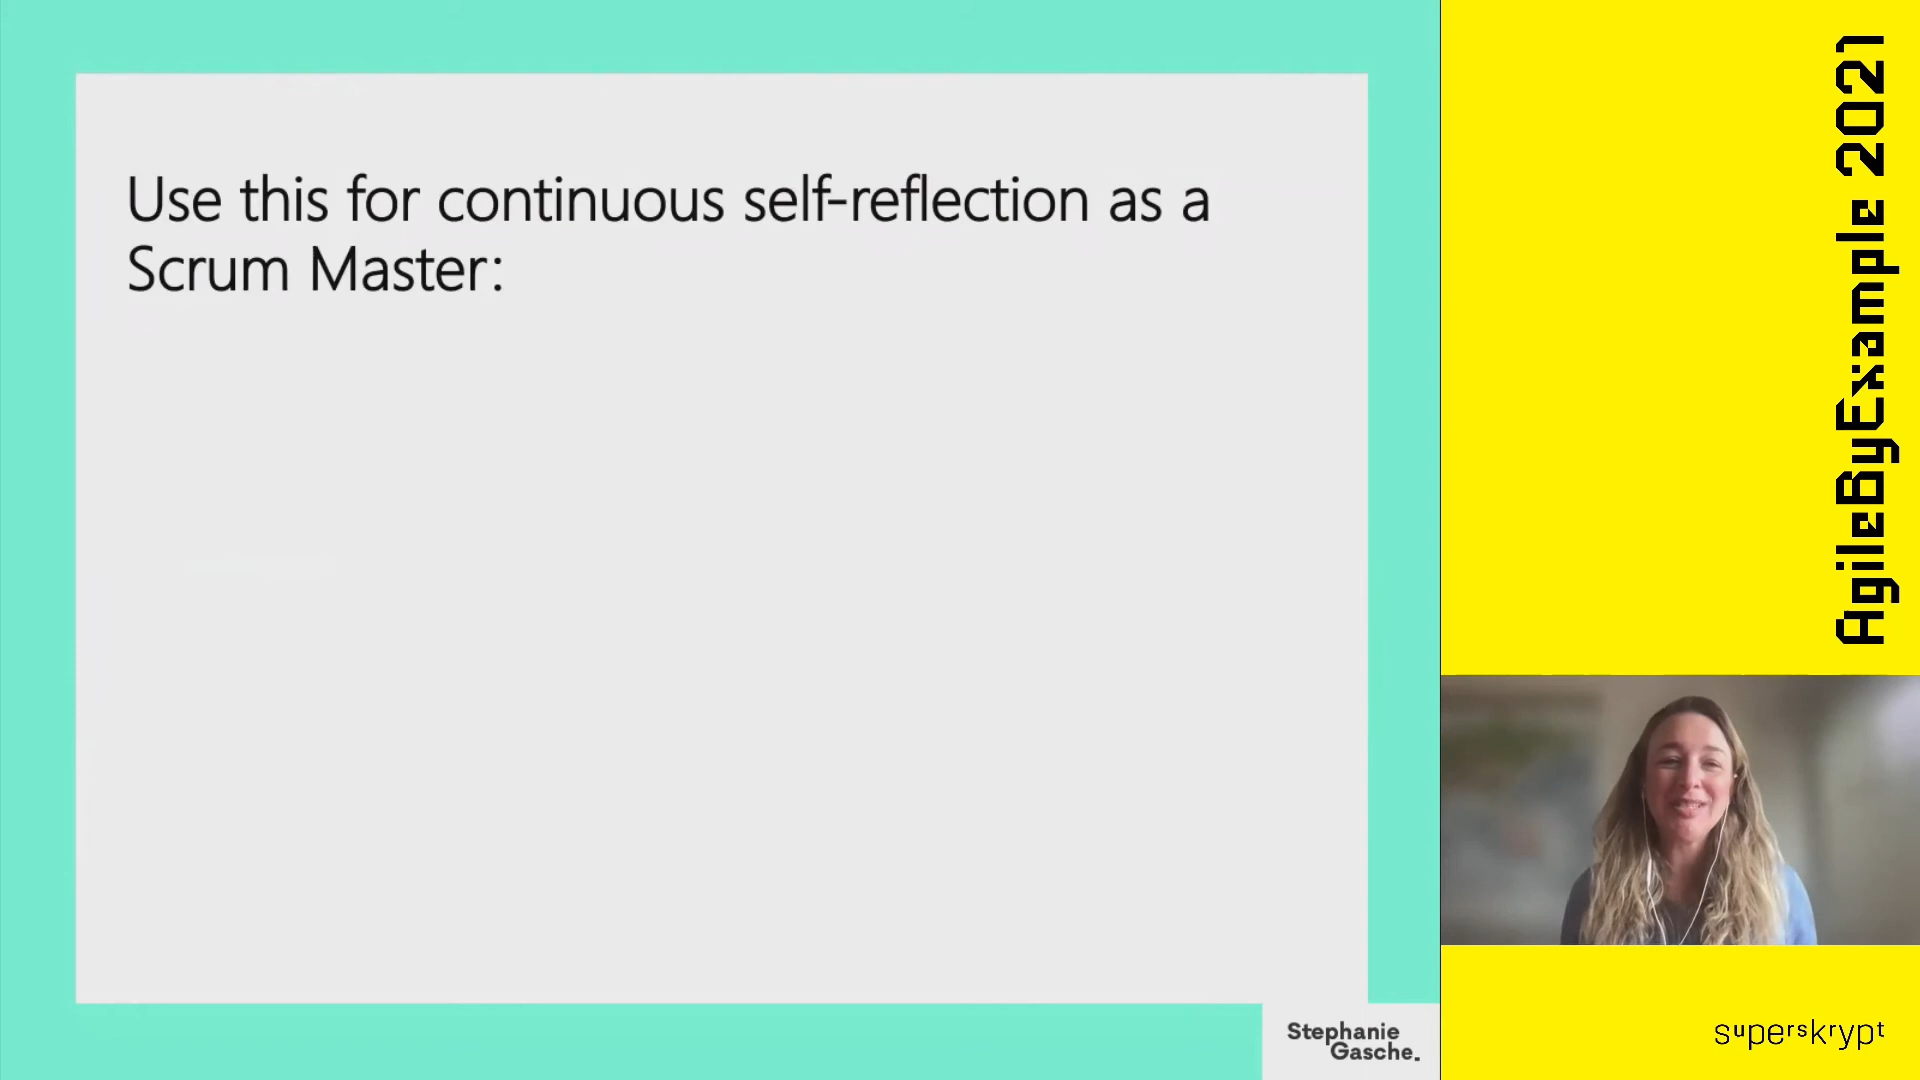 Use this for continuous self-reflection as a
Scrum Master:
Stephanie
Gasche.
AgileByExample 2021
superskrypt